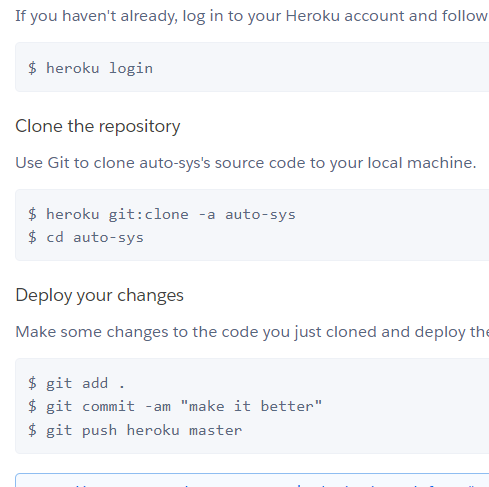 If you haven't already, log in to your Heroku account and follow
$ heroku login
Clone the repository
Use Git to clone auto-sys's source code to your local machine.
$ heroku git:clone -a auto-sys
$ cd auto-sys
Deploy your changes
Make some changes to the code you just cloned and deploy the
$ git add .
$ git commit -am "make it better"
$ git push heroku master